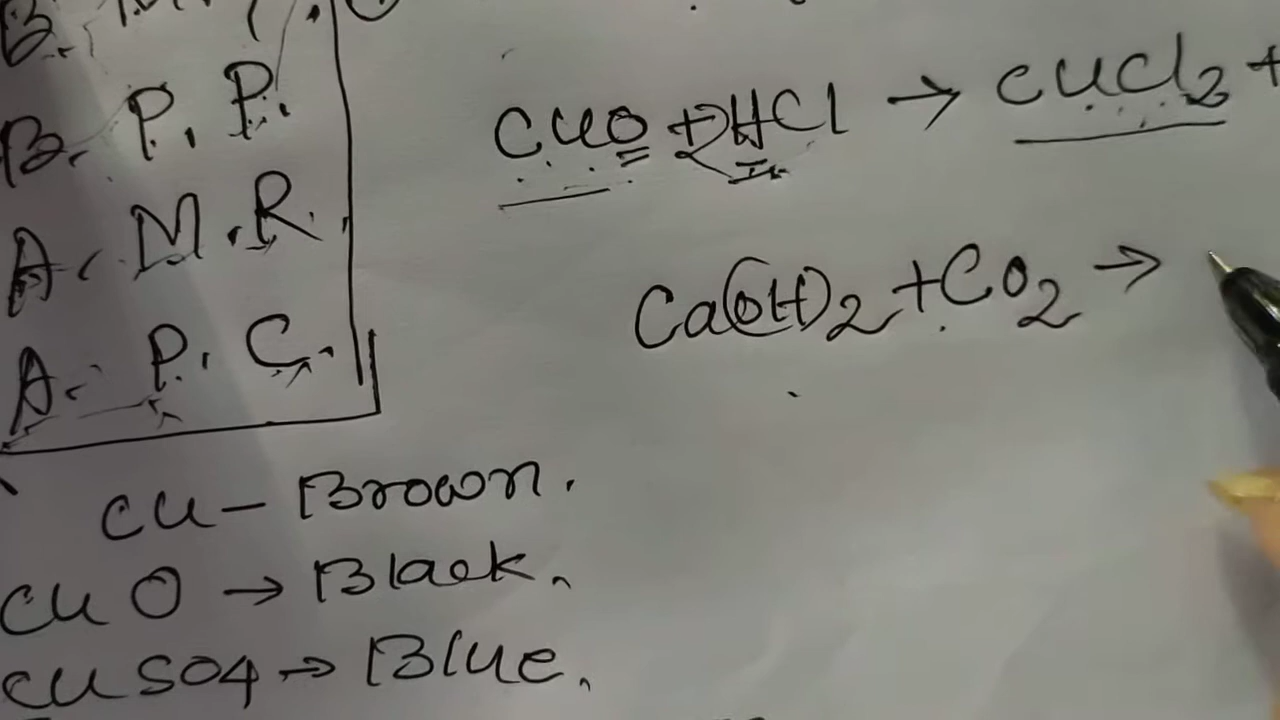 B. P. P.
A. M. R.
A. P. C.
CuO + 2HCl → CuCl2 +
Ca(OH)2 + CO2 →
Cu - Brown.
CuO → Black.
CuSO4 → Blue.